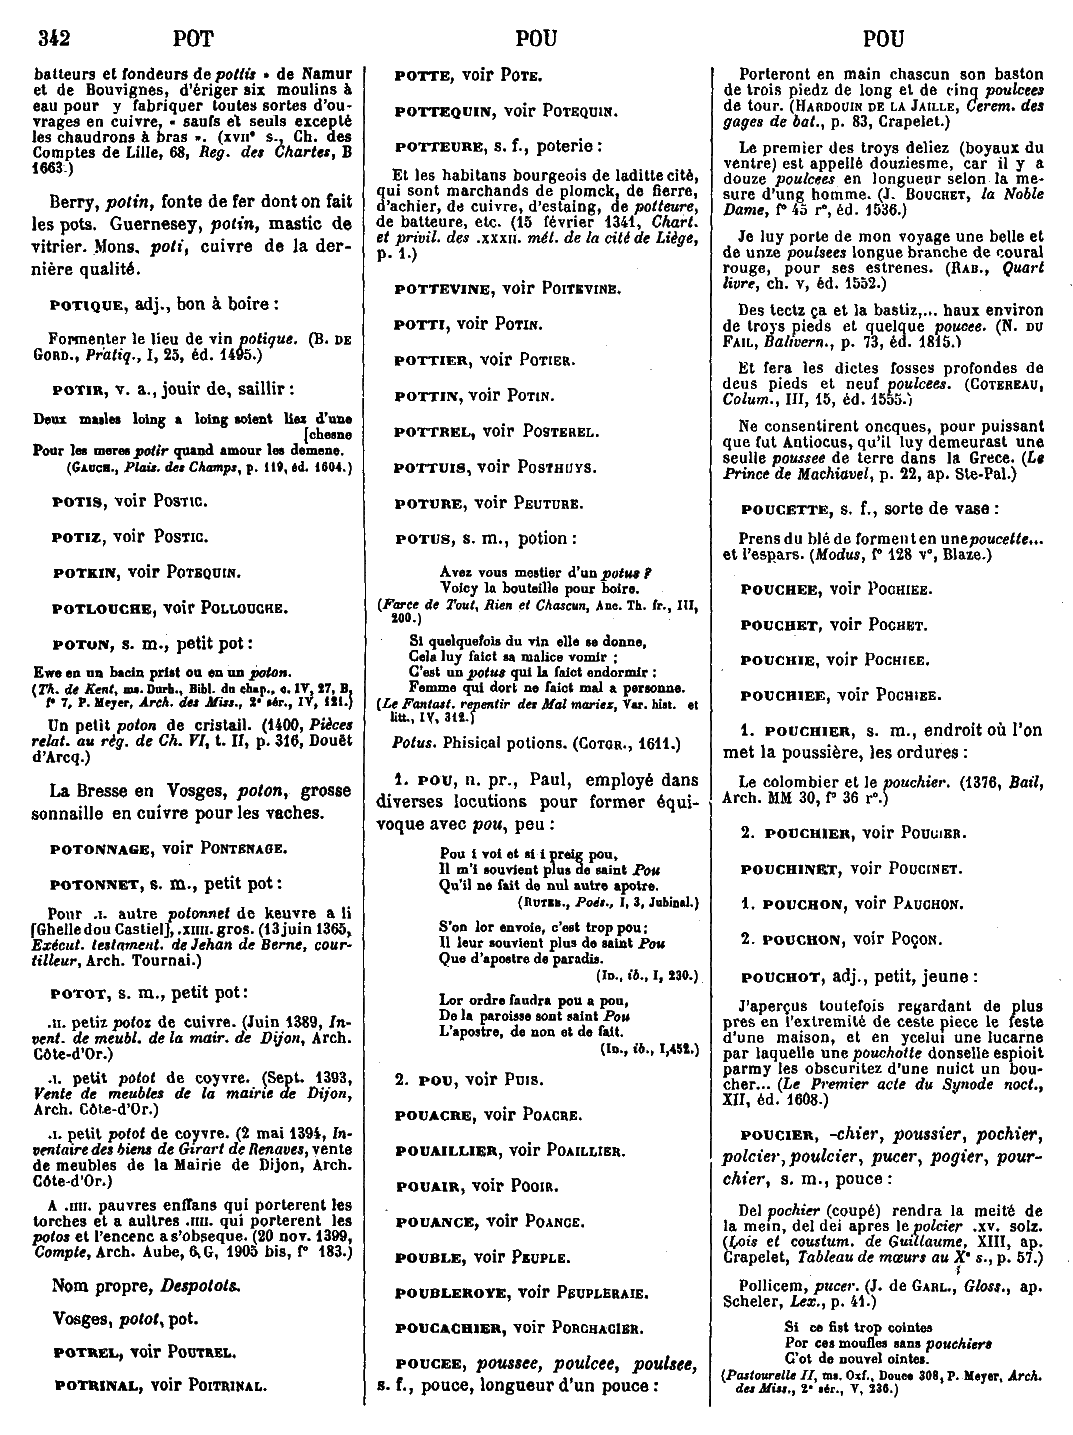 342 POT POU POU
batteurs et fondeurs de pottis « de Namur
et de Bouvignes, d'ériger six moulins à
eau pour y fabriquer toutes sortes d'ou-
vrages en cuivre, « saufs et seuls excepté
les chaudrons à bras ». (XVIIᵉ s., Ch. des
Comptes de Lille, 68, Reg. des Chartes, B
1663.)
Berry, potin, fonte de fer dont on fait
les pots. Guernesey, potin, mastic de
vitrier. Mons, poti, cuivre de la der-
nière qualité.
POTIQUE, adj., bon à boire :
Formenter le lieu de vin potique. (B. DE
GORD., Pratiq., I, 25, éd. 1495.)
POTIR, v. a., jouir de, saillir :
Deux masles loing a loing soient liez d'une
[chesne
Pour les meres potir quand amour les demene.
(GAUCH., Plais. des Champs, p. 119, éd. 1604.)
POTIS, voir POSTIC.
POTIZ, voir POSTIC.
POTKIN, voir POTEQUIN.
POTLOUCHE, voir POLLOUCHE.
POTON, s. m., petit pot :
Ewe en un bacin prist ou en un poton.
(Th. de Kent, ms. Durh., Bibl. du chap., c. IV, 27, B,
f° 7, P. Meyer, Arch. des Miss., 2ᵉ sér., IV, 121.)
Un petit poton de cristail. (1400, Pièces
relat. au règ. de Ch. VI, t. II, p. 316, Douët
d'Arcq.)
La Bresse en Vosges, poton, grosse
sonnaille en cuivre pour les vaches.
POTONNAGE, voir PONTENAGE.
POTONNET, s. m., petit pot :
Pour .I. autre potonnet de keuvre a li
[Ghelle dou Castiel], .XIIII. gros. (13 juin 1365,
Exécut. testament. de Jehan de Berne, cour-
tilleur, Arch. Tournai.)
POTOT, s. m., petit pot :
.II. petiz potoz de cuivre. (Juin 1389, In-
vent. de meubl. de la mair. de Dijon, Arch.
Côte-d'Or.)
.I. petit potot de coyvre. (Sept. 1393,
Vente de meubles de la mairie de Dijon,
Arch. Côte-d'Or.)
.I. petit potot de coyvre. (2 mai 1394, In-
ventaire des biens de Girart de Renaves, vente
de meubles de la Mairie de Dijon, Arch.
Côte-d'Or.)
A .IIII. pauvres enffans qui porterent les
torches et a aultres .IIII. qui porterent les
potos et l'encenc a s'obseque. (20 nov. 1399,
Compte, Arch. Aube, 6, G, 1905 bis, f° 183.)
Nom propre, Despotots.
Vosges, potot, pot.
POTREL, voir POUTREL.
POTRINAL, voir POITRINAL.
POTTE, voir POTE.
POTTEQUIN, voir POTEQUIN.
POTTEURE, s. f., poterie :
Et les habitans bourgeois de laditte cité,
qui sont marchands de plomck, de fierre,
d'achier, de cuivre, d'estaing, de potteure,
de batteure, etc. (15 février 1341, Chart.
et privil. des .XXXII. mét. de la cité de Liège,
p. 1.)
POTTEVINE, voir POITEVINE.
POTTI, voir POTIN.
POTTIER, voir POTIER.
POTTIN, voir POTIN.
POTTREL, voir POSTEREL.
POTTUIS, voir POSTHUYS.
POTURE, voir PEUTURE.
POTUS, s. m., potion :
Avez vous mestier d'un potus ?
Voicy la bouteille pour boire.
(Farce de Tout, Rien et Chascun, Anc. Th. fr., III,
200.)
Si quelquefois du vin elle se donne,
Cela luy faict sa malice vomir ;
C'est un potus qui la faict endormir :
Femme qui dort ne faict mal a personne.
(Le Fantast. repentir des Mal mariez, Var. hist. et
litt., IV, 312.)
Potus. Phisical potions. (COTGR., 1611.)
1. POU, n. pr., Paul, employé dans
diverses locutions pour former équi-
voque avec pou, peu :
Pou i voi et si i preig pou,
Il m'i souvient plus de saint Pou
Qu'il ne fait de nul autre apotre.
(RUTEB., Poés., I, 3, Jubinal.)
S'on lor envoie, c'est trop pou ;
Il leur souvient plus de saint Pou
Que d'apostre de paradis.
(ID., ib., I, 230.)
Lor ordre faudra pou a pou,
De la paroisse sont saint Pou
L'apostre, de non et de fait.
(ID., ib., I, 452.)
2. POU, voir PUIS.
POUACRE, voir POACRE.
POUAILLIER, voir POAILLIER.
POUAIR, voir POOIR.
POUANCE, voir POANCE.
POUBLE, voir PEUPLE.
POUBLEROYE, voir PEUPLERAIE.
POUCACHIER, voir PORCHACIER.
POUCEE, poussee, poulcee, poulsee,
s. f., pouce, longueur d'un pouce :
Porteront en main chascun son baston
de trois piedz de long et de cinq poulcees
de tour. (HARDOUIN DE LA JAILLE, Cerem. des
gages de bat., p. 83, Crapelet.)
Le premier des troys deliez (boyaux du
ventre) est appellé douziesme, car il y a
douze poulcees en longueur selon la me-
sure d'ung homme. (J. BOUCHET, la Noble
Dame, f° 45 r°, éd. 1536.)
Je luy porte de mon voyage une belle et
de unze poulsees longue branche de coural
rouge, pour ses estrenes. (RAB., Quart
livre, ch. V, éd. 1552.)
Des tectz ça et la bastiz,... haux environ
de troys pieds et quelque poucee. (N. DU
FAIL, Balivern., p. 73, éd. 1815.)
Et fera les dictes fosses profondes de
deus pieds et neuf poulcees. (COTEREAU,
Colum., III, 15, éd. 1555.)
Ne consentirent oncques, pour puissant
que fut Antiocus, qu'il luy demeurast une
seulle poussee de terre dans la Grece. (Le
Prince de Machiavel, p. 22, ap. Ste-Pal.)
POUCETTE, s. f., sorte de vase :
Prens du blé de forment en une poucette...
et l'espars. (Modus, f° 128 v°, Blaze.)
POUCHEE, voir POCHIEE.
POUCHET, voir POCHET.
POUCHIE, voir POCHIEE.
POUCHIEE, voir POCHIEE.
1. POUCHIER, s. m., endroit où l'on
met la poussière, les ordures :
Le colombier et le pouchier. (1376, Bail,
Arch. MM 30, f° 36 r°.)
2. POUCHIER, voir POUCIER.
POUCHINET, voir POUCINET.
1. POUCHON, voir PAUCHON.
2. POUCHON, voir POÇON.
POUCHOT, adj., petit, jeune :
J'aperçus toutefois regardant de plus
pres en l'extremité de ceste piece le feste
d'une maison, et en ycelui une lucarne
par laquelle une pouchotte donselle espioit
parmy les obscuritez d'une nuict un bou-
cher... (Le Premier acte du Synode noct.,
XII, éd. 1608.)
POUCIER, -chier, poussier, pochier,
polcier, poulcier, pucer, pogier, pour-
chier, s. m., pouce :
Del pochier (coupé) rendra la meité de
la mein, del dei apres le polcier .XV. solz.
(Lois et coustum. de Guillaume, XIII, ap.
Crapelet, Tableau de mœurs au Xᵉ s., p. 57.)
Pollicem, pucer. (J. de GARL., Gloss., ap.
Scheler, Lex., p. 41.)
Si ce fist trop cointes
Por ces moufles sans pouchiers
C'ot de nouvel ointes.
(Pastourelle II, ms. Oxf., Douce 308, P. Meyer, Arch.
des Miss., 2ᵉ sér., V, 236.)